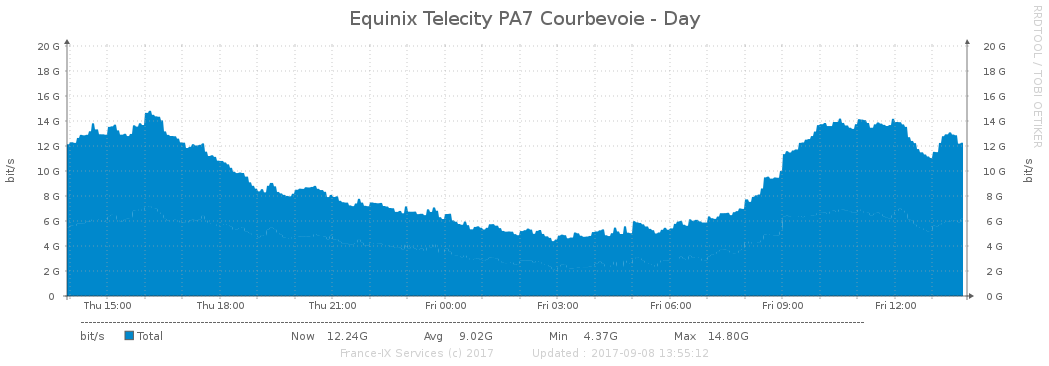 Equinix Telecity PA7 Courbevoie - Day
RRDTOOL / TOBI OETIKER
20 G 20 G
18 G 18 G
16 G 16 G
14 G 14 G
12 G 12 G
10 G 10 G
8 G 8 G
6 G 6 G
4 G 4 G
2 G 2 G
0 0 G
bit/s bit/s
Thu 15:00 Thu 18:00 Thu 21:00 Fri 00:00 Fri 03:00 Fri 06:00 Fri 09:00 Fri 12:00
bit/s Total Now 12.24G Avg 9.02G Min 4.37G Max 14.80G
France-IX Services (c) 2017 Updated : 2017-09-08 13:55:12